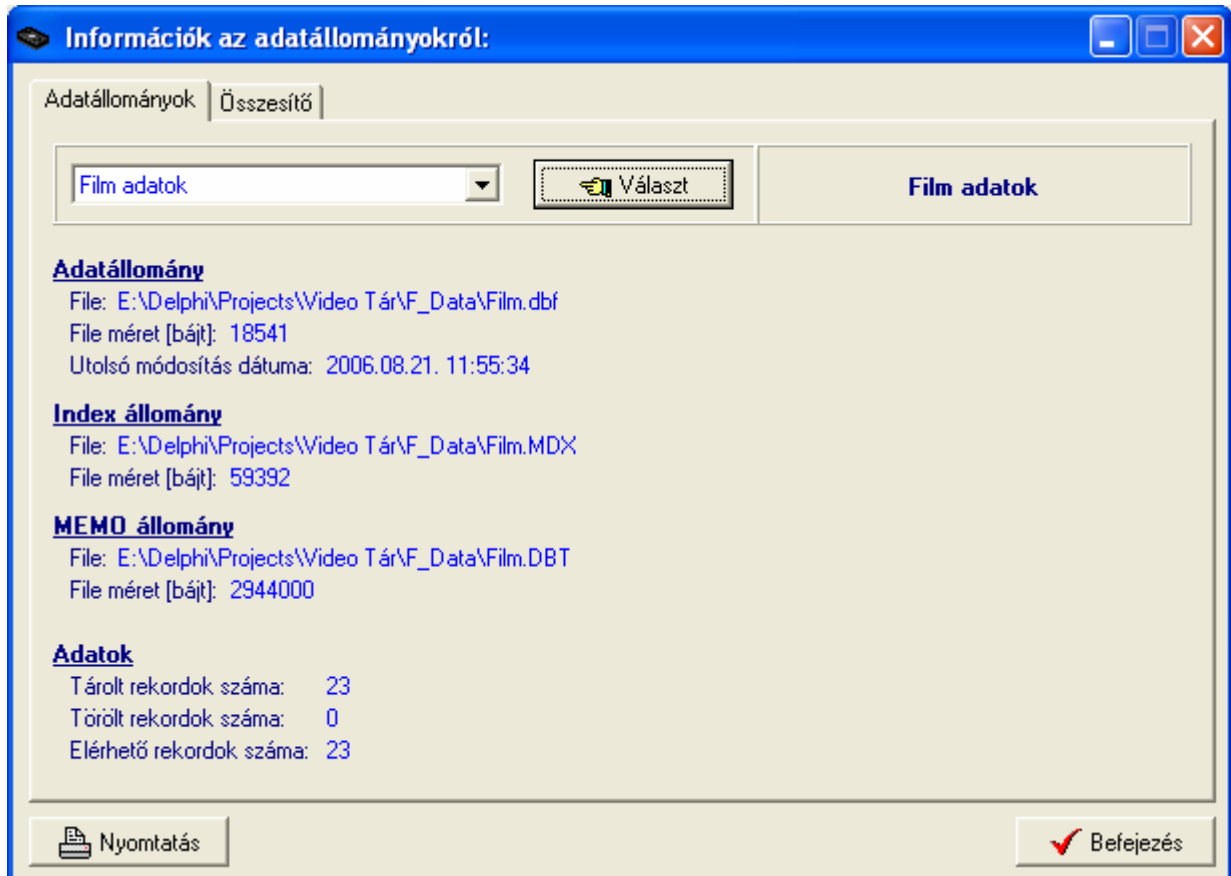 Információk az adatállományokról:
Adatállományok Összesítő
Film adatok Választ Film adatok
Adatállomány
File: E:\Delphi\Projects\Video Tár\F_Data\Film.dbf
File méret [bájt]: 18541
Utolsó módosítás dátuma: 2006.08.21. 11:55:34
Index állomány
File: E:\Delphi\Projects\Video Tár\F_Data\Film.MDX
File méret [bájt]: 59392
MEMO állomány
File: E:\Delphi\Projects\Video Tár\F_Data\Film.DBT
File méret [bájt]: 2944000
Adatok
Tárolt rekordok száma: 23
Törölt rekordok száma: 0
Elérhető rekordok száma: 23
Nyomtatás Befejezés